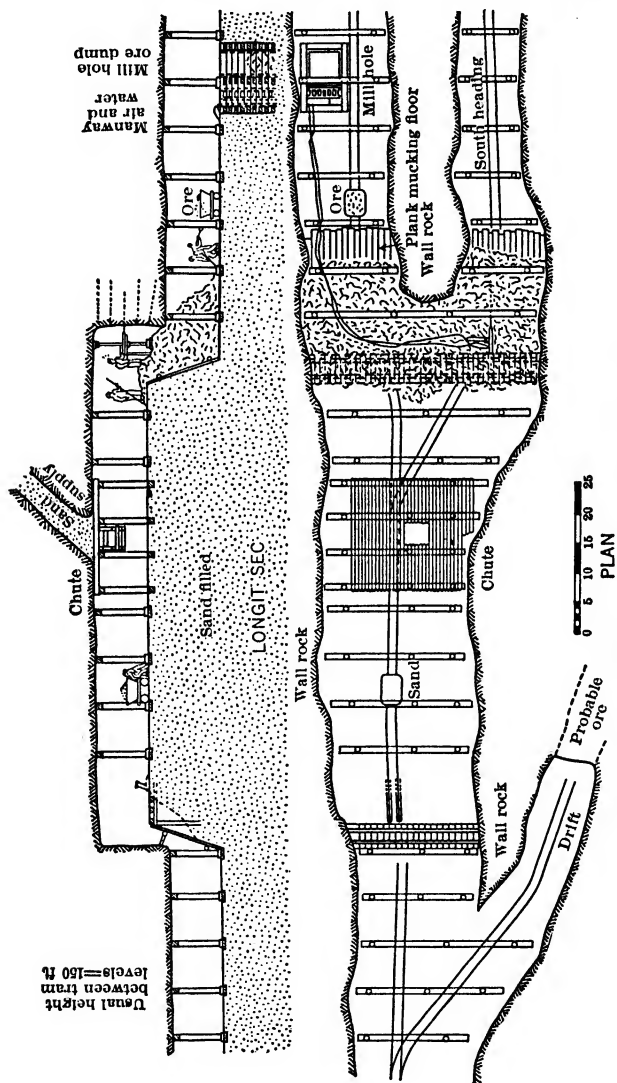 Usual height
between tram
levels=150 ft
Chute
Sand
supply
Manway
air and
water
Mill hole
ore dump
Ore
Sand filled
LONGIT SEC
Wall rock
Ore
Mill hole
Plank mucking floor
Wall rock
South heading
Sand
Chute
Wall rock
Drift
Probable
ore
0 5 10 15 20 25
PLAN